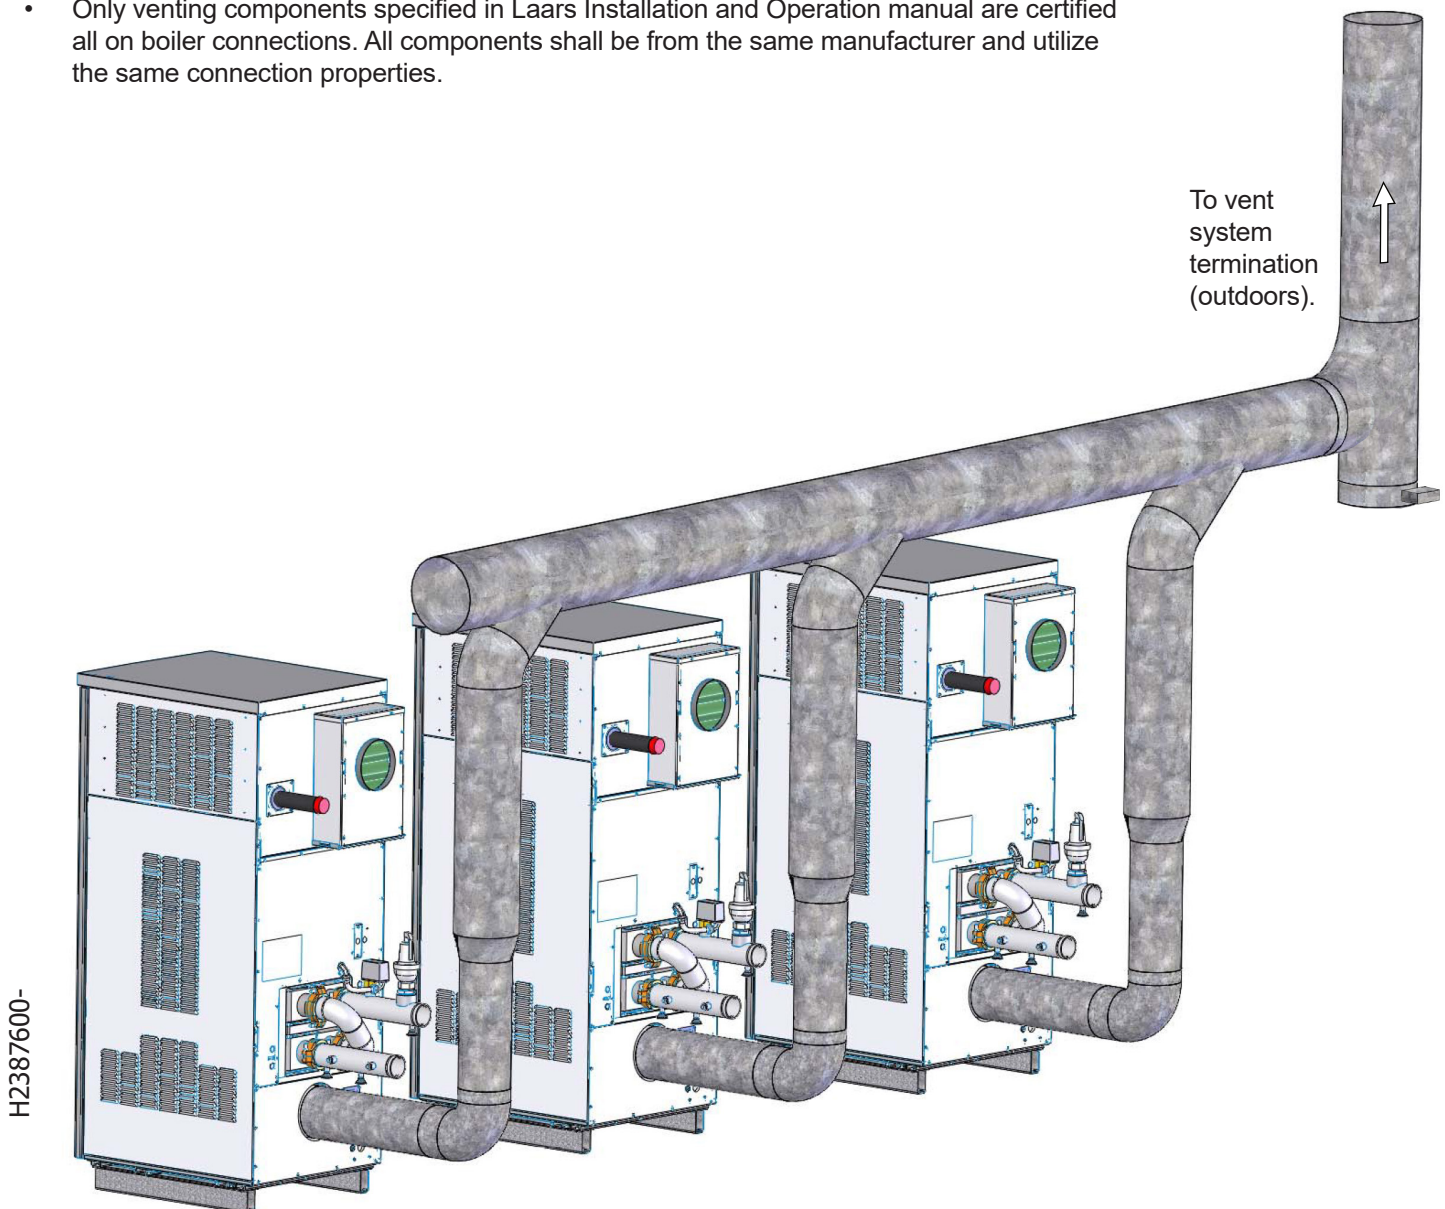 • Only venting components specified in Laars Installation and Operation manual are certified
all on boiler connections. All components shall be from the same manufacturer and utilize
the same connection properties.
To vent
system
termination
(outdoors).
H2387600-